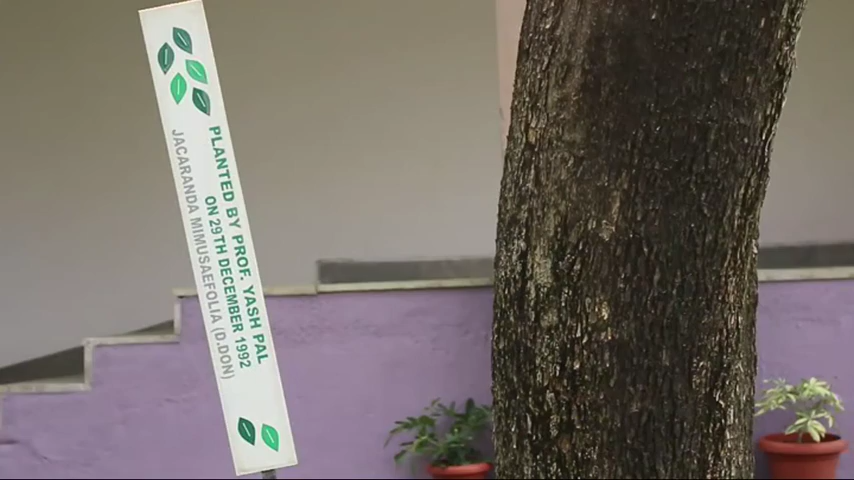 PLANTED BY PROF. YASH PAL
ON 29TH DECEMBER 1992
JACARANDA MIMUSAEFOLIA (D.DON)